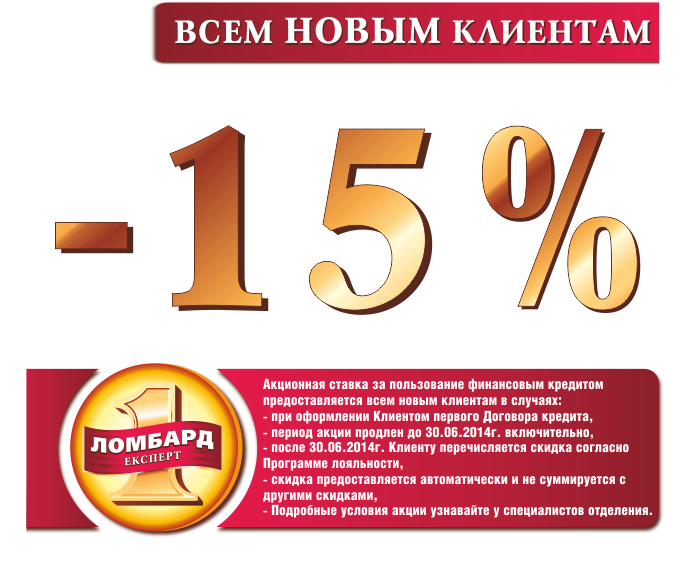 ВСЕМ НОВЫМ КЛИЕНТАМ
- 15 %
1
ЛОМБАРД
ЕКСПЕРТ
Акционная ставка за пользование финансовым кредитом
предоставляется всем новым клиентам в случаях:
- при оформлении Клиентом первого Договора кредита,
- период акции продлен до 30.06.2014г. включительно,
- после 30.06.2014г. Клиенту перечисляется скидка согласно
Программе лояльности,
- скидка предоставляется автоматически и не суммируется с
другими скидками,
- Подробные условия акции узнавайте у специалистов отделения.